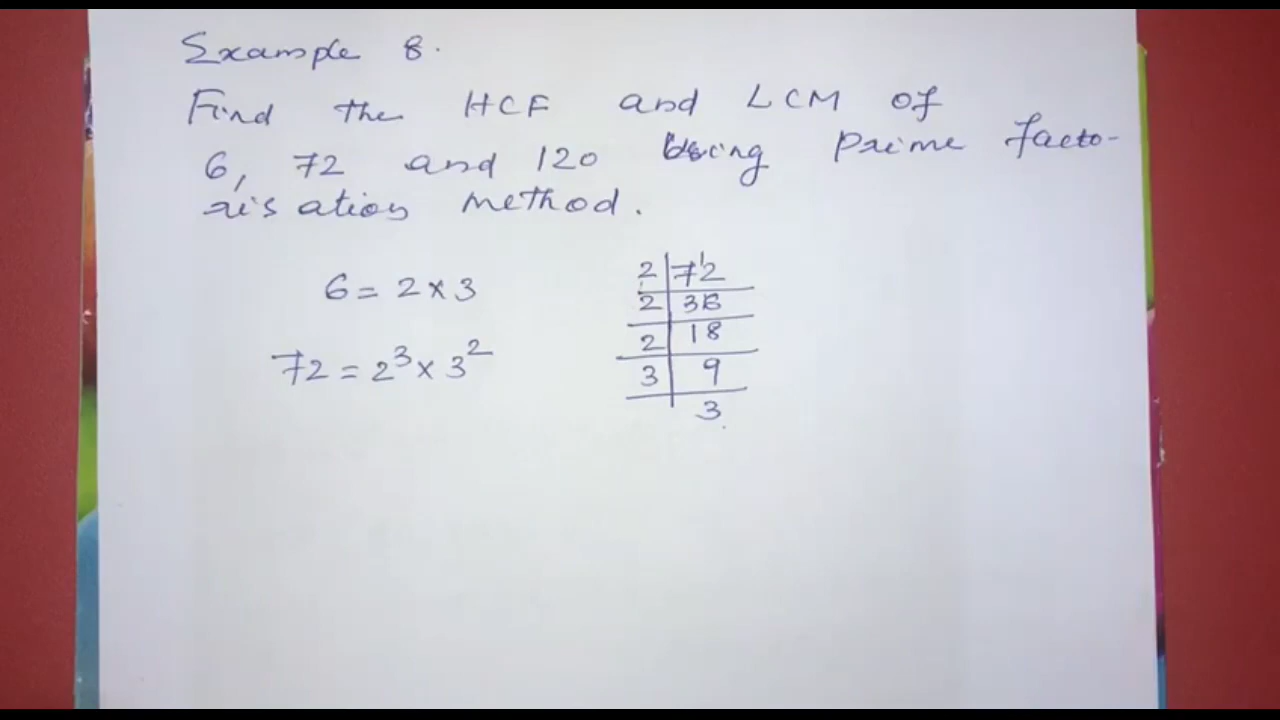 Example 8.
Find the HCF and LCM of
6, 72 and 120 using prime facto-
risation method.
6 = 2 × 3
72 = 2³ × 3²
2 | 72
2 | 36
2 | 18
3 | 9
3